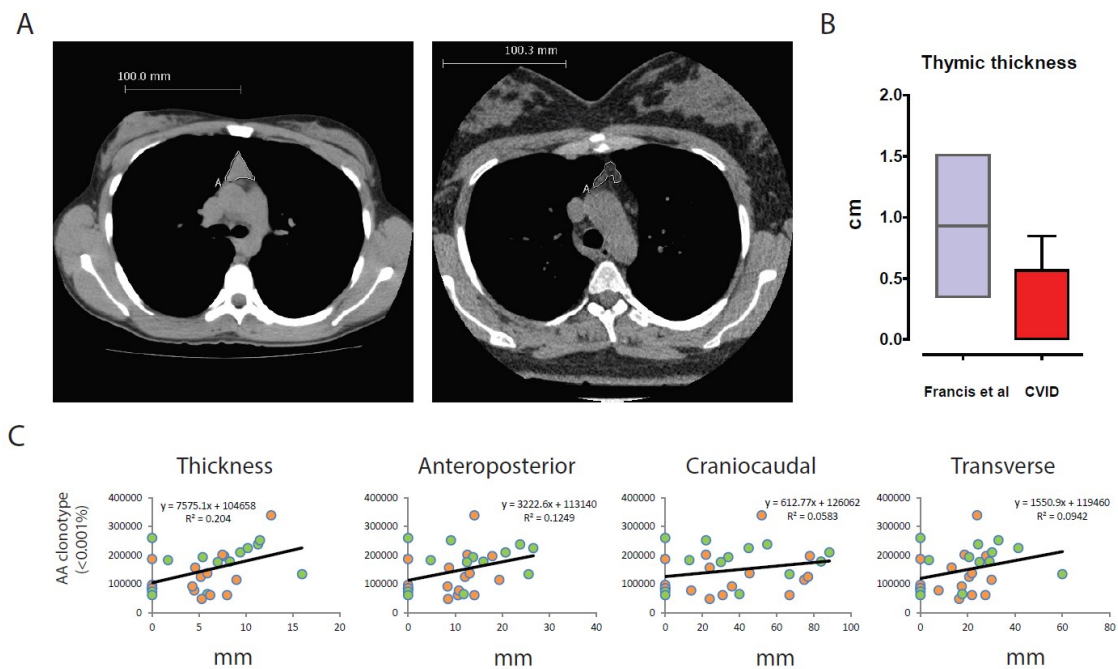 A
100.0 mm
A
100.3 mm
A
B
Thymic thickness
2.0
1.5
1.0
0.5
0.0
cm
Francis et al
CVID
C
Thickness
Anteroposterior
Craniocaudal
Transverse
AA clonotype
(<0.001%)
400000
300000
200000
100000
0
y = 7575.1x + 104658
R² = 0.204
0 5 10 15 20
mm
400000
300000
200000
100000
0
y = 3222.6x + 113140
R² = 0.1249
0 10 20 30 40
mm
400000
300000
200000
100000
0
y = 612.77x + 126062
R² = 0.0583
0 20 40 60 80 100
mm
400000
300000
200000
100000
0
y = 1550.9x + 119460
R² = 0.0942
0 20 40 60 80
mm